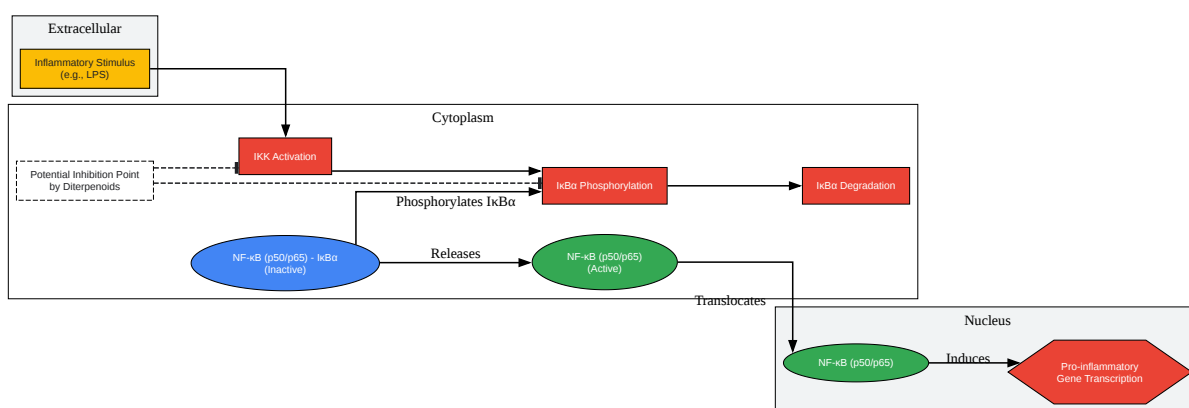 Extracellular
Inflammatory Stimulus
(e.g., LPS)
Cytoplasm
IKK Activation
Potential Inhibition Point
by Diterpenoids
IκBα Phosphorylation
IκBα Degradation
Phosphorylates IκBα
NF-κB (p50/p65) - IκBα
(Inactive)
Releases
NF-κB (p50/p65)
(Active)
Translocates
Nucleus
NF-κB (p50/p65)
Induces
Pro-inflammatory
Gene Transcription